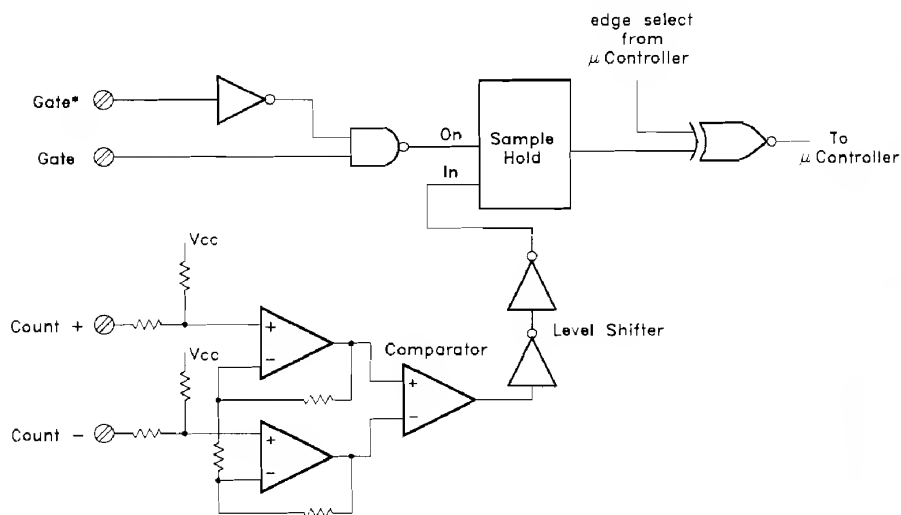 edge select
from
μ Controller
Gate*
Gate
On
In
Sample
Hold
To
μ Controller
Vcc
Count +
+
-
Vcc
Comparator
Level Shifter
+
-
Count -
+
-